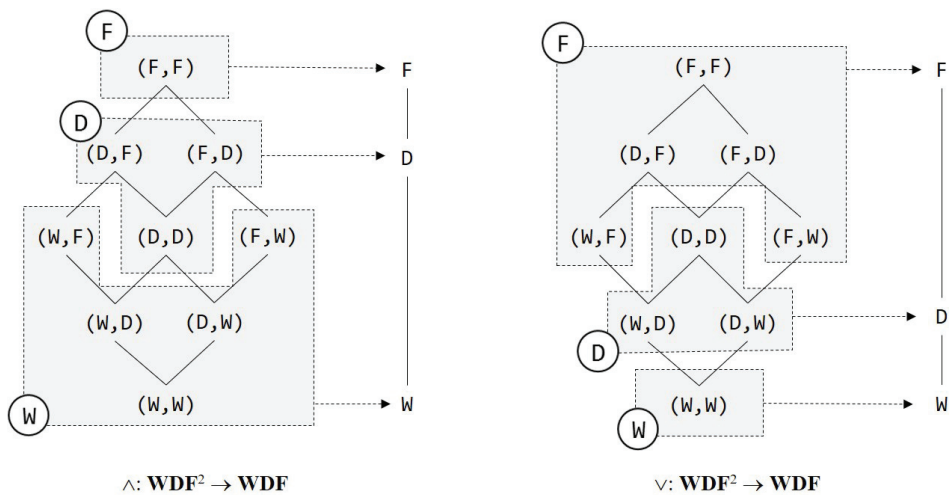 F
(F,F)
F
D
(D,F) (F,D)
D
(W,F) (D,D) (F,W)
(W,D) (D,W)
W
(W,W)
W
∧: WDF² → WDF
F
(F,F)
F
(D,F) (F,D)
(W,F) (D,D) (F,W)
(W,D) (D,W)
D
D
(W,W)
W
W
∨: WDF² → WDF